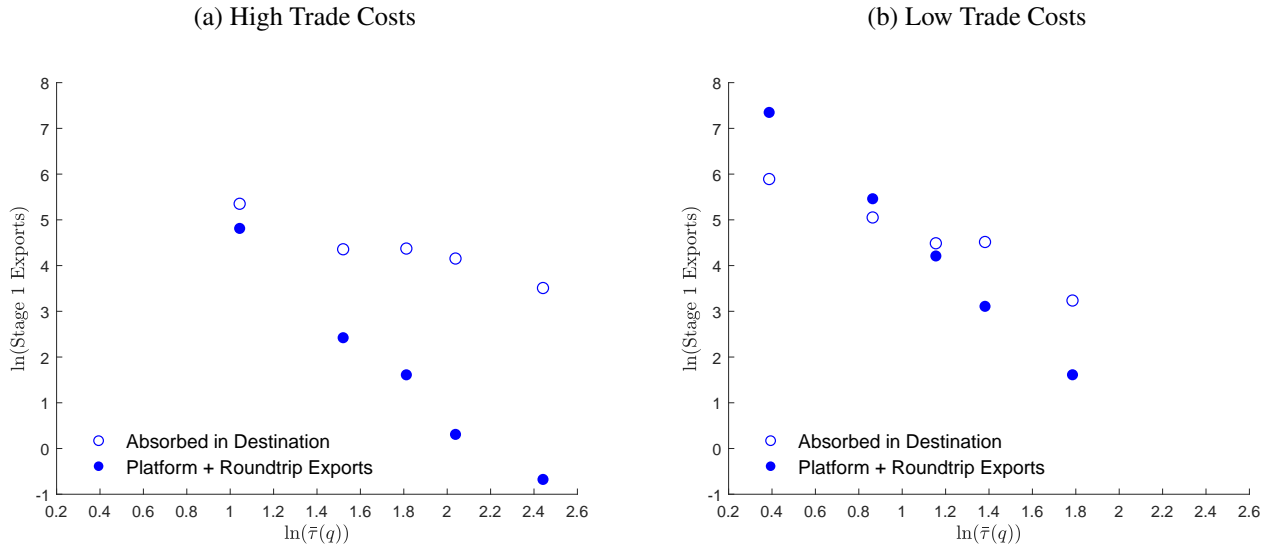 (a) High Trade Costs
8
7
6
5
4
3
2
1
0
-1
ln(Stage 1 Exports)
Absorbed in Destination
Platform + Roundtrip Exports
0.2 0.4 0.6 0.8 1 1.2 1.4 1.6 1.8 2 2.2 2.4 2.6
ln(τ̄(q))
(b) Low Trade Costs
8
7
6
5
4
3
2
1
0
-1
ln(Stage 1 Exports)
Absorbed in Destination
Platform + Roundtrip Exports
0.2 0.4 0.6 0.8 1 1.2 1.4 1.6 1.8 2 2.2 2.4 2.6
ln(τ̄(q))